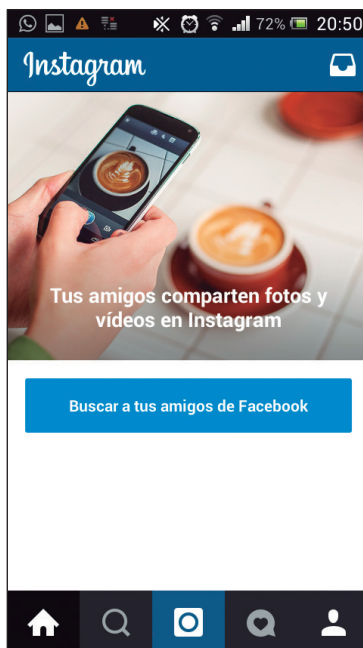 72% 20:50
Instagram
Tus amigos comparten fotos y
vídeos en Instagram
Buscar a tus amigos de Facebook